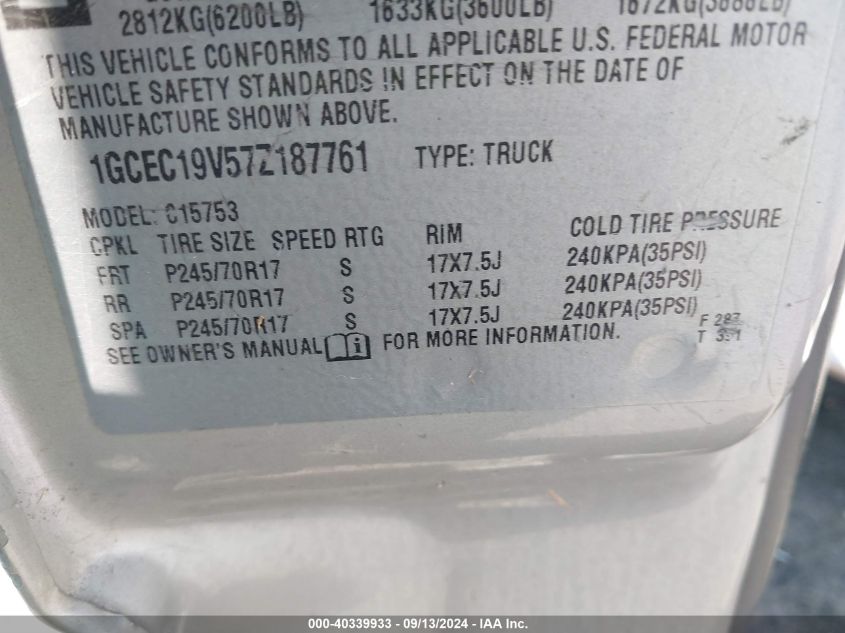 2812KG(6200LB) 1633KG(3600LB)
THIS VEHICLE CONFORMS TO ALL APPLICABLE U.S. FEDERAL MOTOR
VEHICLE SAFETY STANDARDS IN EFFECT ON THE DATE OF
MANUFACTURE SHOWN ABOVE.
1GCEC19V57Z187761 TYPE: TRUCK
MODEL: C15753
CPKL TIRE SIZE SPEED RTG RIM COLD TIRE PRESSURE
FRT P245/70R17 S 17X7.5J 240KPA(35PSI)
RR P245/70R17 S 17X7.5J 240KPA(35PSI)
SPA P245/70R17 S 17X7.5J 240KPA(35PSI)
SEE OWNER'S MANUAL FOR MORE INFORMATION.
F
T
000-40339933 - 09/13/2024 - IAA Inc.